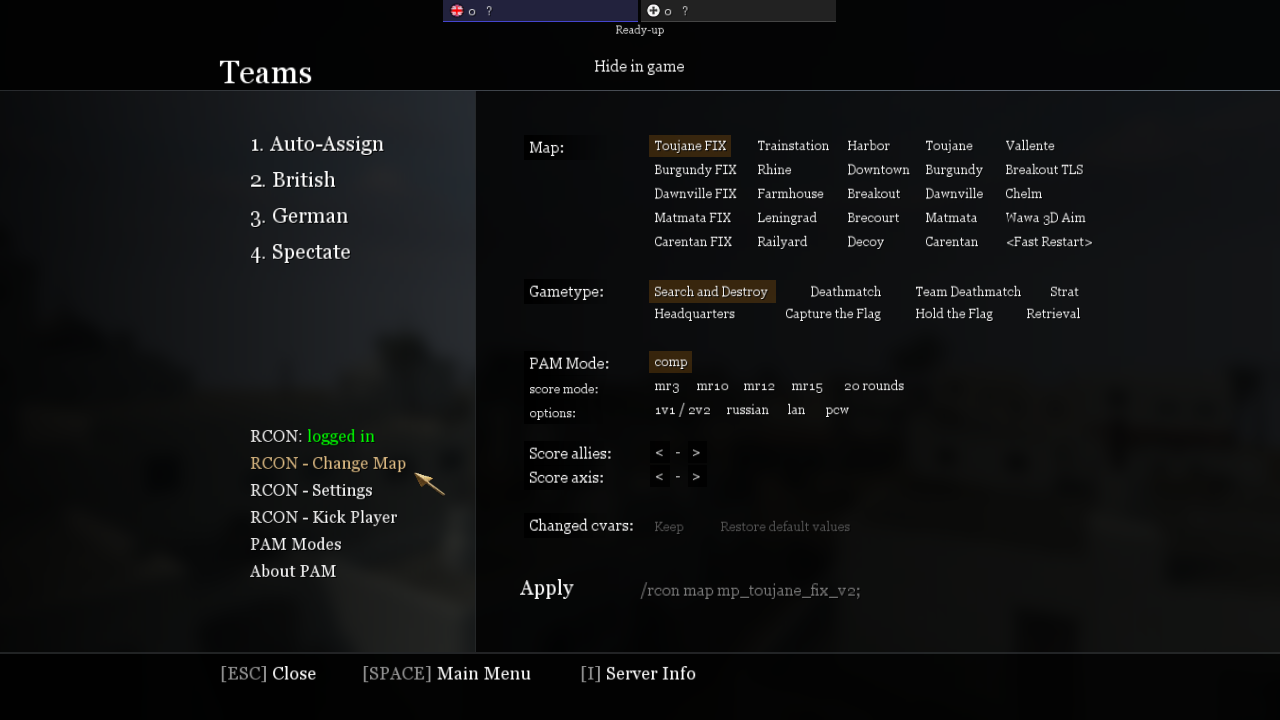 o ? o ?
Ready-up
Teams
Hide in game
1. Auto-Assign
2. British
3. German
4. Spectate
RCON: logged in
RCON - Change Map
RCON - Settings
RCON - Kick Player
PAM Modes
About PAM
Map: Toujane FIX Trainstation Harbor Toujane Vallente
Burgundy FIX Rhine Downtown Burgundy Breakout TLS
Dawnville FIX Farmhouse Breakout Dawnville Chelm
Matmata FIX Leningrad Brecourt Matmata Wawa 3D Aim
Carentan FIX Railyard Decoy Carentan <Fast Restart>
Gametype: Search and Destroy Deathmatch Team Deathmatch Strat
Headquarters Capture the Flag Hold the Flag Retrieval
PAM Mode: comp
score mode: mr3 mr10 mr12 mr15 20 rounds
options: 1v1 / 2v2 russian lan pcw
Score allies: < - >
Score axis: < - >
Changed cvars: Keep Restore default values
Apply /rcon map mp_toujane_fix_v2;
[ESC] Close [SPACE] Main Menu [I] Server Info